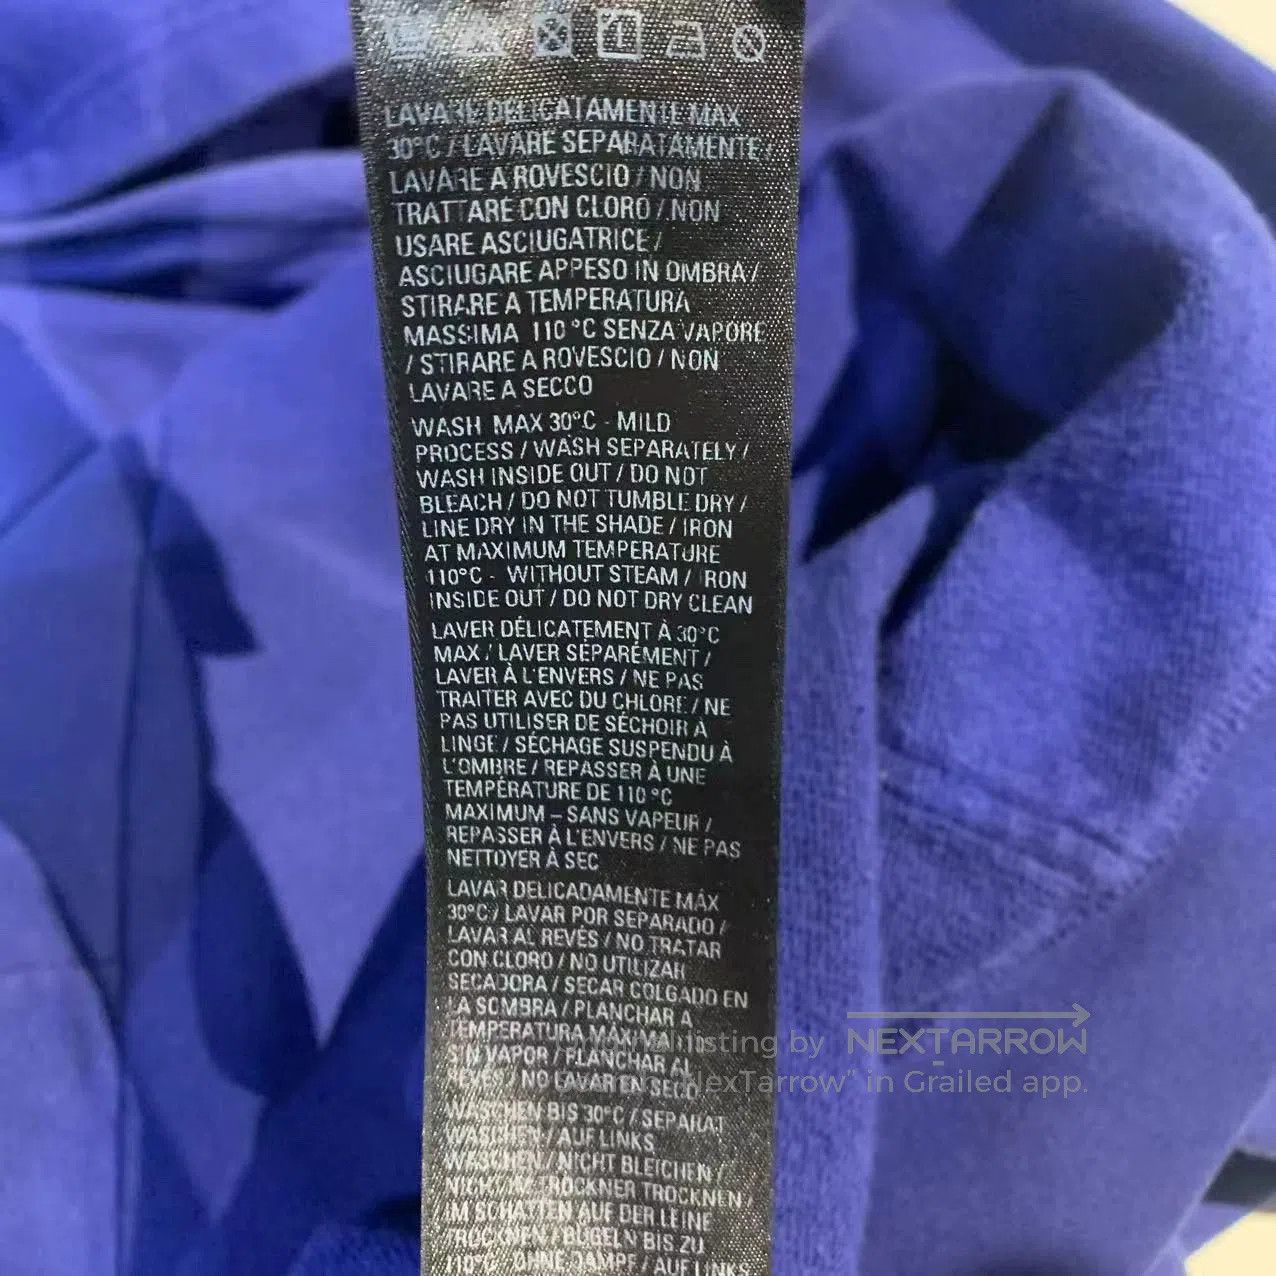 LAVARE DELICATAMENTE MAX
30°C / LAVARE SEPARATAMENTE /
LAVARE A ROVESCIO / NON
TRATTARE CON CLORO / NON
USARE ASCIUGATRICE /
ASCIUGARE APPESO IN OMBRA /
STIRARE A TEMPERATURA
MASSIMA 110 °C SENZA VAPORE
/ STIRARE A ROVESCIO / NON
LAVARE A SECCO
WASH MAX 30°C - MILD
PROCESS / WASH SEPARATELY /
WASH INSIDE OUT / DO NOT
BLEACH / DO NOT TUMBLE DRY /
LINE DRY IN THE SHADE / IRON
AT MAXIMUM TEMPERATURE
110°C - WITHOUT STEAM / IRON
INSIDE OUT / DO NOT DRY CLEAN
LAVER DÉLICATEMENT À 30°C
MAX / LAVER SÉPARÉMENT /
LAVER À L'ENVERS / NE PAS
TRAITER AVEC DU CHLORE / NE
PAS UTILISER DE SÉCHOIR À
LINGE / SÉCHAGE SUSPENDU À
L'OMBRE / REPASSER À UNE
TEMPÉRATURE DE 110 °C
MAXIMUM – SANS VAPEUR /
REPASSER À L'ENVERS / NE PAS
NETTOYER À SEC
LAVAR DELICADAMENTE MÁX
30°C / LAVAR POR SEPARADO /
LAVAR AL REVÉS / NO TRATAR
CON CLORO / NO UTILIZAR
SECADORA / SECAR COLGADO EN
LA SOMBRA / PLANCHAR A
TEMPERATURA MÁXIMA 110
SIN VAPOR / PLANCHAR AL
REVÉS / NO LAVAR EN SECO
WASCHEN BIS 30°C / SEPARAT
WASCHEN / AUF LINKS
WASCHEN / NICHT BLEICHEN /
NICHT IM TROCKNER TROCKNEN /
IM SCHATTEN AUF DER LEINE
TROCKNEN / BÜGELN BIS ZU
110°C OHNE DAMPF / AUF LINKS
listing by NEXTARROW
"NexTarrow" in Grailed app.